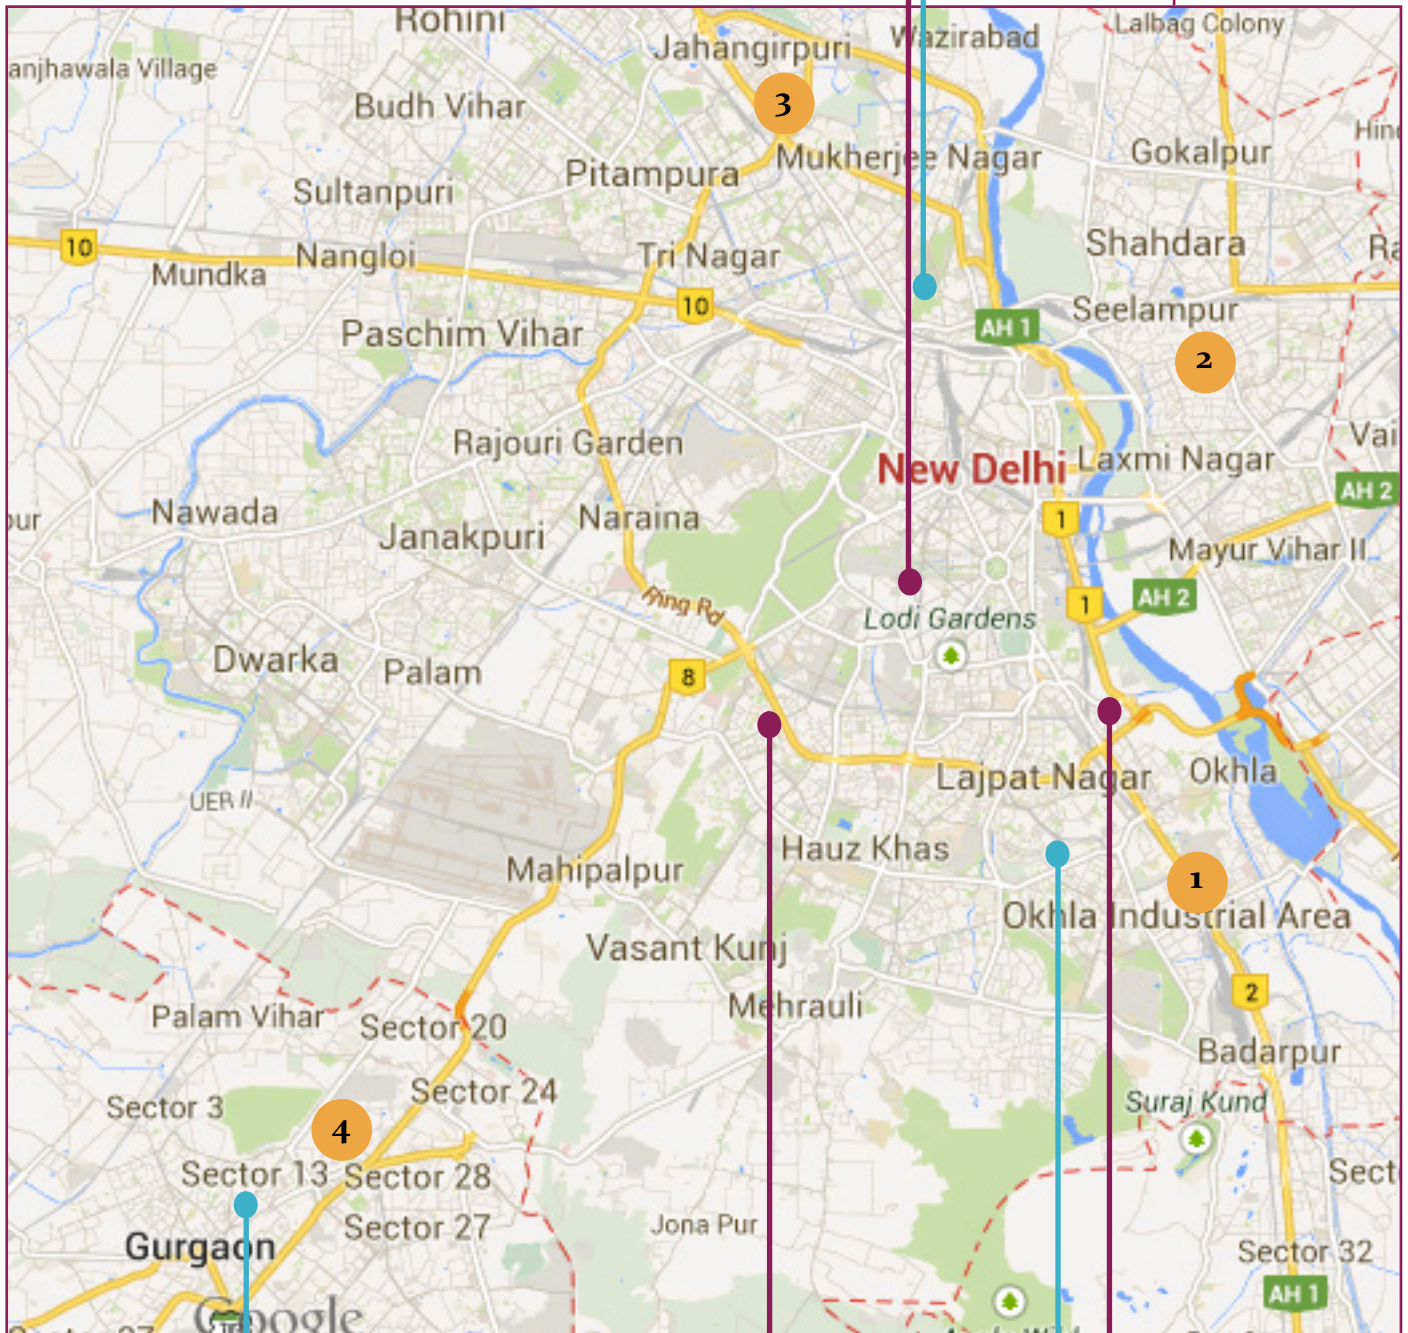 Rohini
Jahangirpuri
Wazirabad
Lalbag Colony
anjhawala Village
Budh Vihar
3
Hind
Mukherjee Nagar
Gokalpur
Pitampura
Sultanpuri
10
Nangloi
Tri Nagar
Shahdara
Ra
Mundka
10
Seelampur
Paschim Vihar
AH 1
2
Rajouri Garden
New Delhi
Laxmi Nagar
Vai
AH 2
Nawada
Naraina
1
our
Janakpuri
Mayur Vihar II
Ring Rd
1
AH 2
Lodi Gardens
Dwarka
Palam
8
Lajpat Nagar
Okhla
UER II
Mahipalpur
Hauz Khas
1
Okhla Industrial Area
Vasant Kunj
2
Palam Vihar
Sector 20
Mehrauli
Badarpur
Sector 3
Sector 24
Suraj Kund
4
Sector 13
Sector 28
Sect
Sector 27
Jona Pur
Gurgaon
Sector 32
AH 1
Google